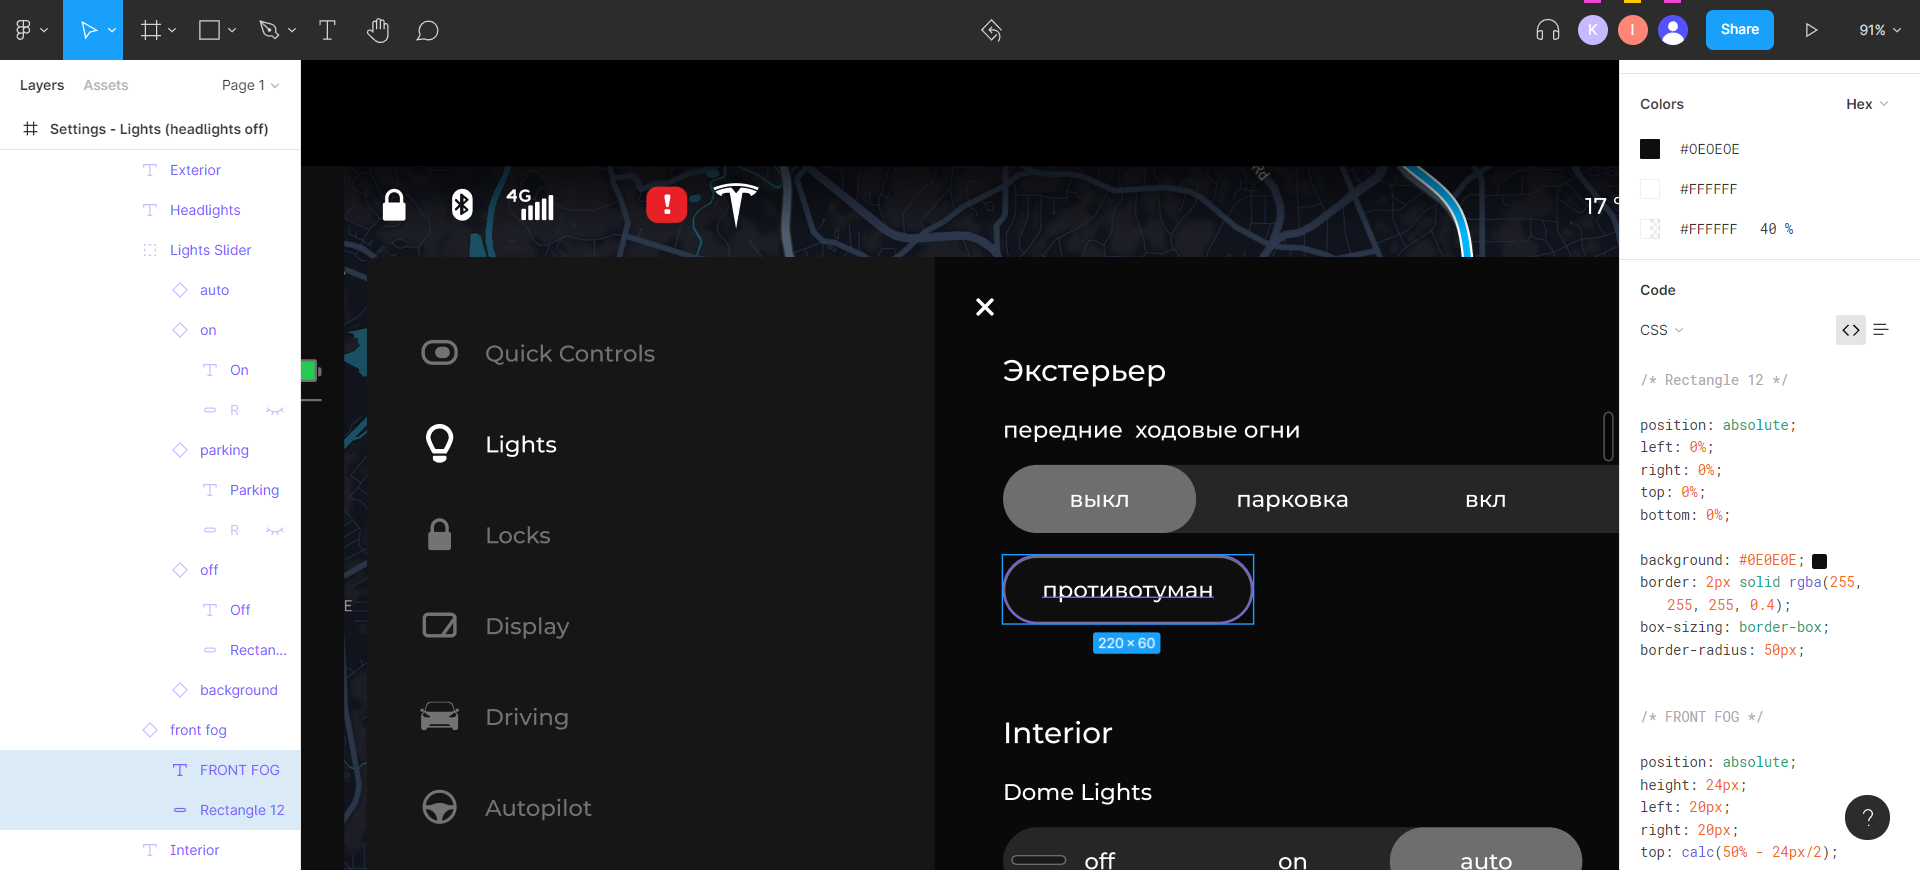 K
I
Share
91%
Layers
Assets
Page 1
Settings - Lights (headlights off)
Exterior
Headlights
Lights Slider
auto
on
On
R
parking
Parking
R
off
Off
Rectan...
background
front fog
FRONT FOG
Rectangle 12
Interior
4G
!
Rd
17 °
E
Quick Controls
Lights
Locks
Display
Driving
Autopilot
Экстерьер
передние ходовые огни
выкл
парковка
вкл
противотуман
220 × 60
Interior
Dome Lights
off
on
auto
Colors
Hex
#0E0E0E
#FFFFFF
#FFFFFF 40 %
Code
CSS
/* Rectangle 12 */
position: absolute;
left: 0%;
right: 0%;
top: 0%;
bottom: 0%;
background: #0E0E0E;
border: 2px solid rgba(255,
255, 255, 0.4);
box-sizing: border-box;
border-radius: 50px;
/* FRONT FOG */
position: absolute;
height: 24px;
left: 20px;
right: 20px;
top: calc(50% - 24px/2);
?